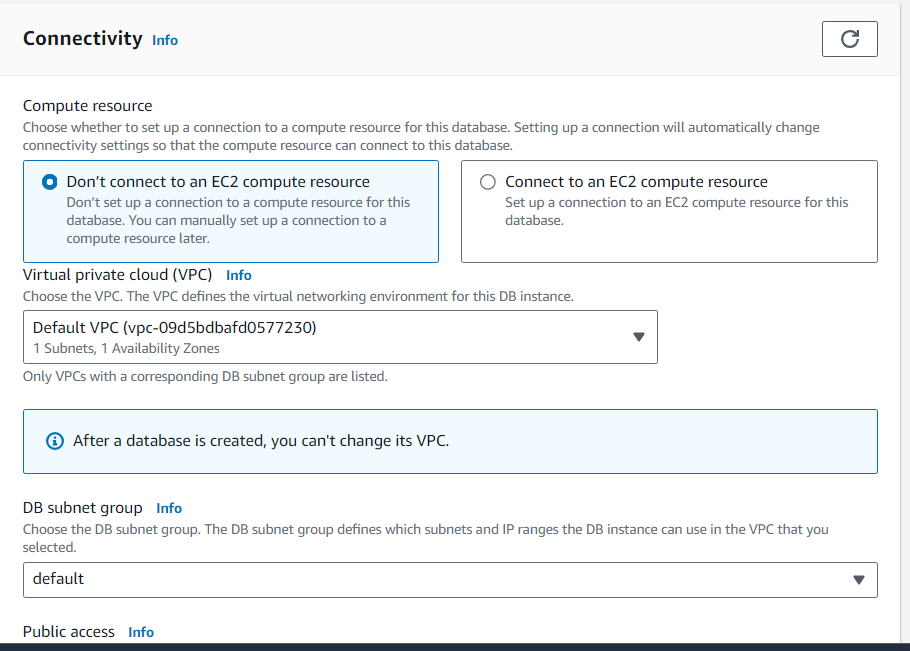 Connectivity Info
Compute resource
Choose whether to set up a connection to a compute resource for this database. Setting up a connection will automatically change
connectivity settings so that the compute resource can connect to this database.
Don't connect to an EC2 compute resource
Don't set up a connection to a compute resource for this
database. You can manually set up a connection to a
compute resource later.
Connect to an EC2 compute resource
Set up a connection to an EC2 compute resource for this
database.
Virtual private cloud (VPC) Info
Choose the VPC. The VPC defines the virtual networking environment for this DB instance.
Default VPC (vpc-09d5bdbafd0577230)
1 Subnets, 1 Availability Zones
Only VPCs with a corresponding DB subnet group are listed.
After a database is created, you can't change its VPC.
DB subnet group Info
Choose the DB subnet group. The DB subnet group defines which subnets and IP ranges the DB instance can use in the VPC that you
selected.
default
Public access Info